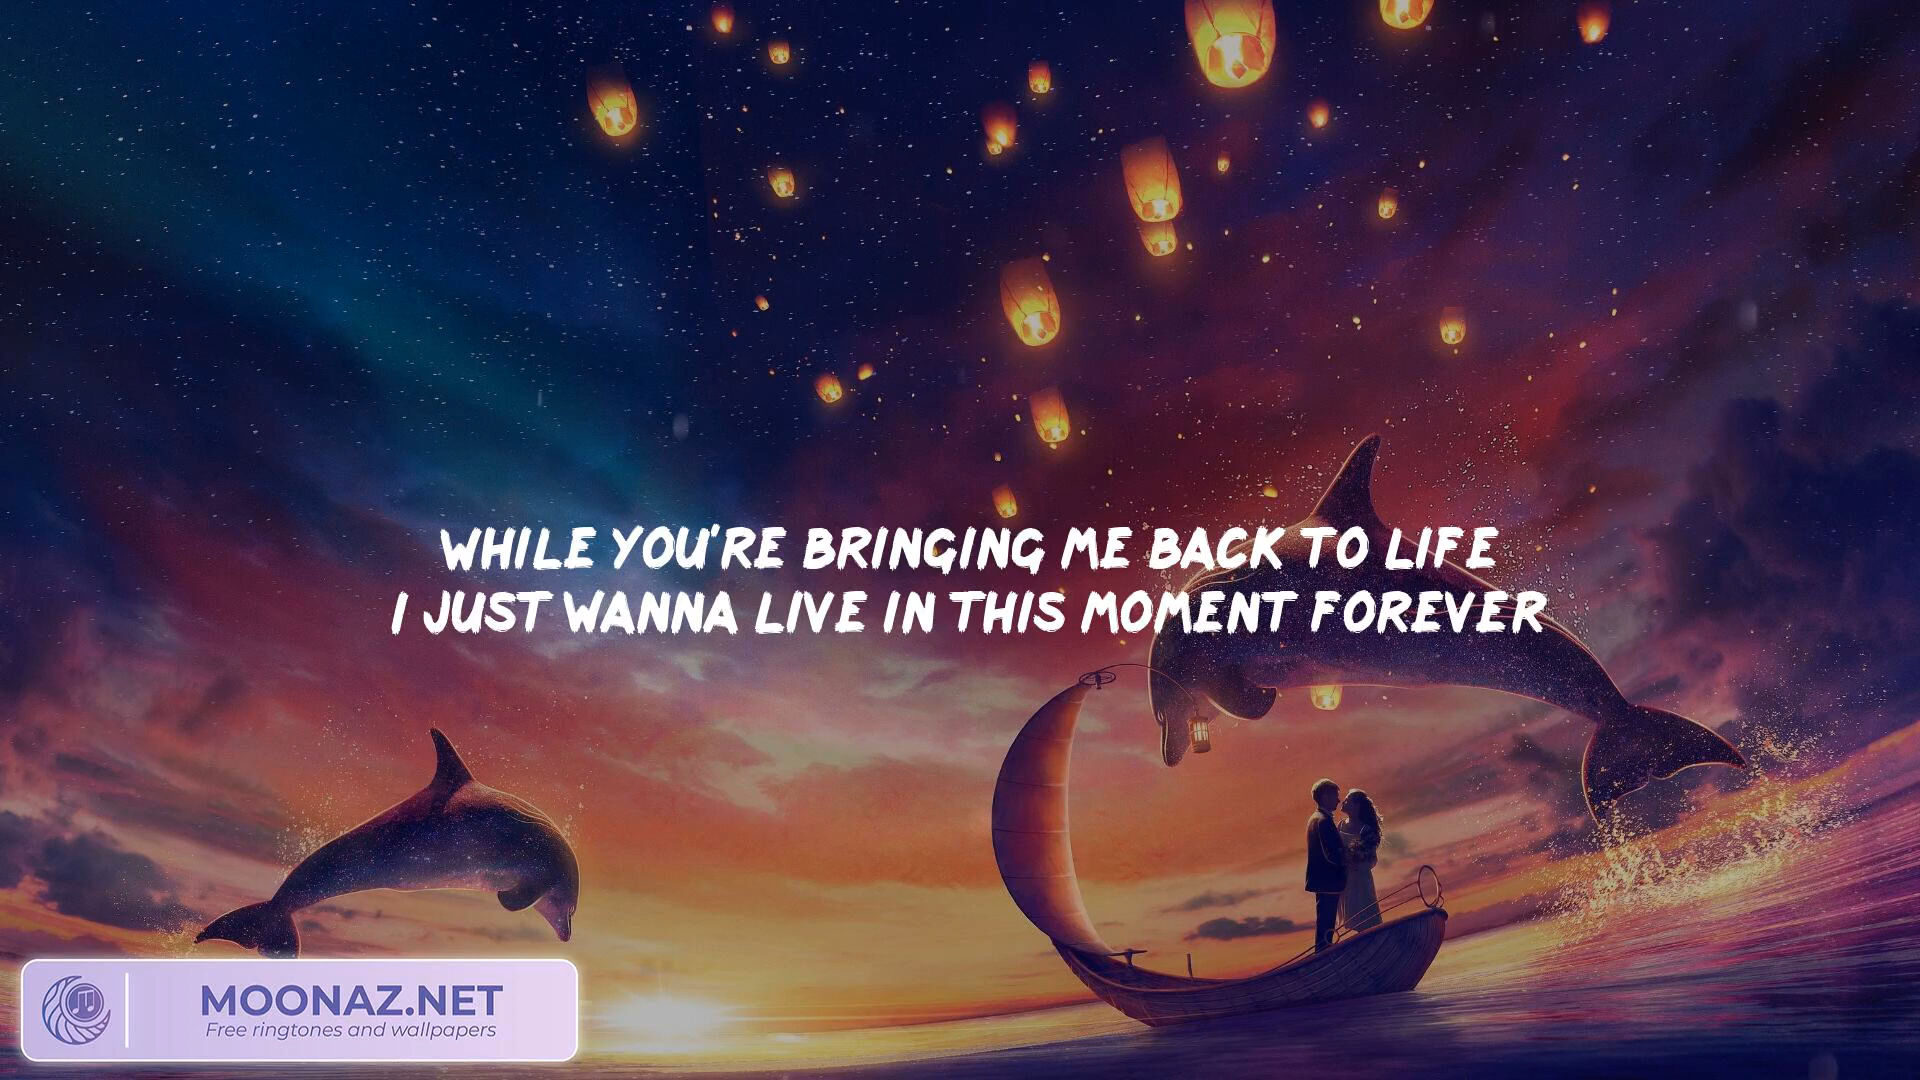 WHILE YOU'RE BRINGING ME BACK TO LIFE
I JUST WANNA LIVE IN THIS MOMENT FOREVER
MOONAZ.NET
Free ringtones and wallpapers